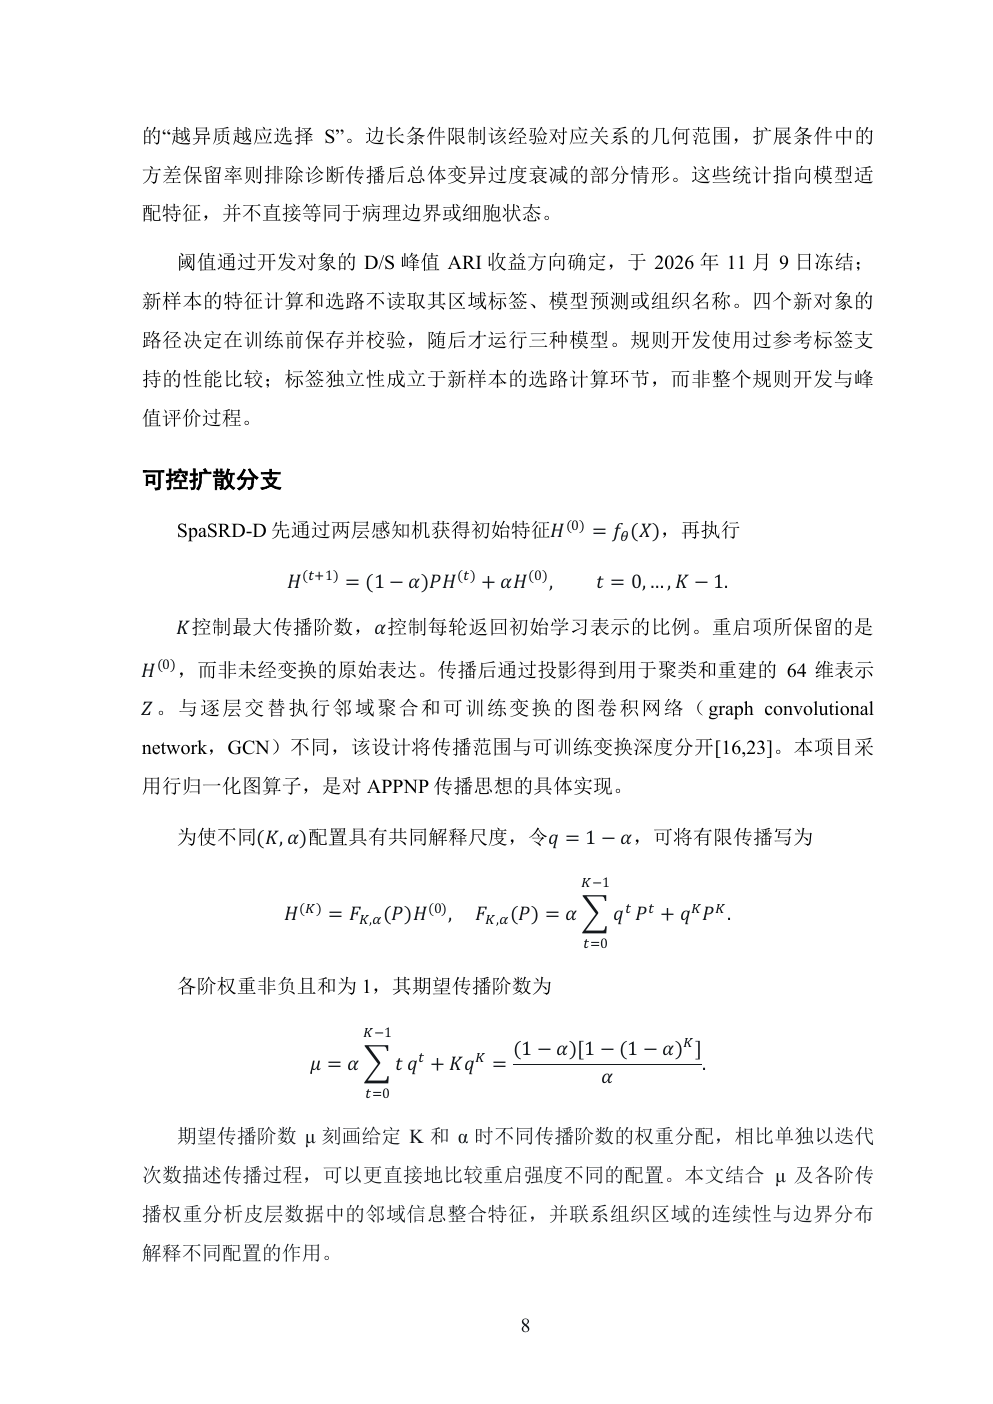 的“越异质越应选择 S”。边长条件限制该经验对应关系的几何范围，扩展条件中的
方差保留率则排除诊断传播后总体变异过度衰减的部分情形。这些统计指向模型适
配特征，并不直接等同于病理边界或细胞状态。
阈值通过开发对象的 D/S 峰值 ARI 收益方向确定，于 2026 年 11 月 9 日冻结；
新样本的特征计算和选路不读取其区域标签、模型预测或组织名称。四个新对象的
路径决定在训练前保存并校验，随后才运行三种模型。规则开发使用过参考标签支
持的性能比较；标签独立性成立于新样本的选路计算环节，而非整个规则开发与峰
值评价过程。
可控扩散分支
SpaSRD-D 先通过两层感知机获得初始特征H^(0) = f_θ(X)，再执行
H^(t+1) = (1 − α)PH^(t) + αH^(0), t = 0, ..., K − 1.
K控制最大传播阶数，α控制每轮返回初始学习表示的比例。重启项所保留的是
H^(0)，而非未经变换的原始表达。传播后通过投影得到用于聚类和重建的 64 维表示
Z。与逐层交替执行邻域聚合和可训练变换的图卷积网络（graph convolutional
network，GCN）不同，该设计将传播范围与可训练变换深度分开[16,23]。本项目采
用行归一化图算子，是对 APPNP 传播思想的具体实现。
为使不同(K, α)配置具有共同解释尺度，令q = 1 − α，可将有限传播写为
H^(K) = F_{K,α}(P)H^(0), F_{K,α}(P) = α ∑_{t=0}^{K−1} q^t P^t + q^K P^K.
各阶权重非负且和为 1，其期望传播阶数为
μ = α ∑_{t=0}^{K−1} t q^t + Kq^K = (1 − α)[1 − (1 − α)^K] / α.
期望传播阶数 μ 刻画给定 K 和 α 时不同传播阶数的权重分配，相比单独以迭代
次数描述传播过程，可以更直接地比较重启强度不同的配置。本文结合 μ 及各阶传
播权重分析皮层数据中的邻域信息整合特征，并联系组织区域的连续性与边界分布
解释不同配置的作用。
8